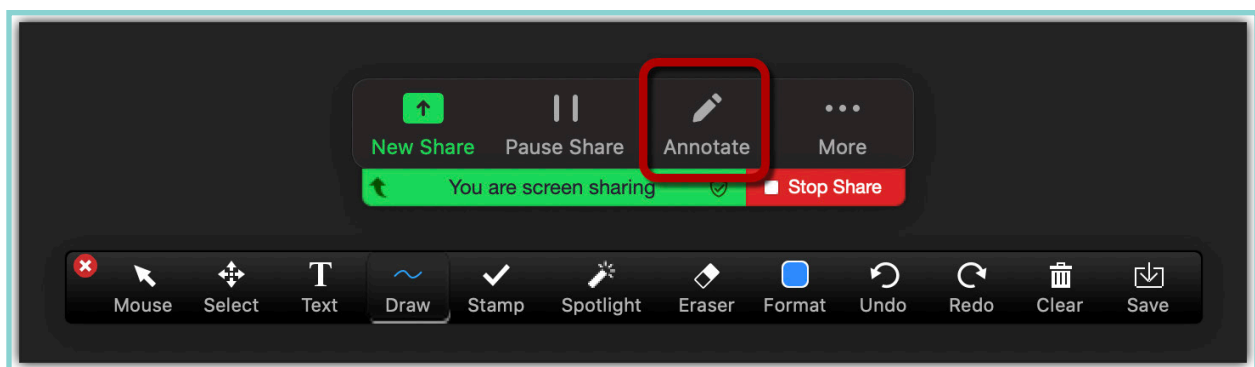 New Share Pause Share Annotate More
You are screen sharing Stop Share
Mouse Select Text Draw Stamp Spotlight Eraser Format Undo Redo Clear Save